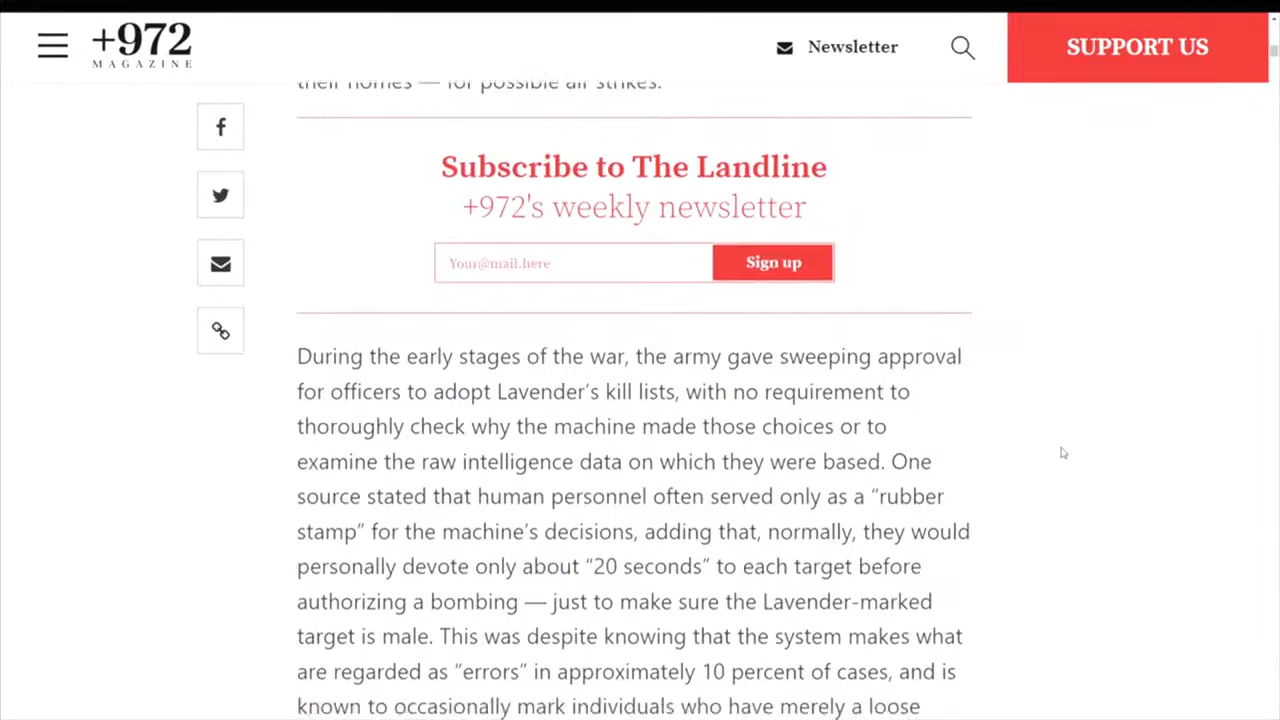 +972
MAGAZINE
Newsletter
SUPPORT US
their homes — for possible air strikes.
Subscribe to The Landline
+972's weekly newsletter
Your@mail.here
Sign up
During the early stages of the war, the army gave sweeping approval
for officers to adopt Lavender’s kill lists, with no requirement to
thoroughly check why the machine made those choices or to
examine the raw intelligence data on which they were based. One
source stated that human personnel often served only as a “rubber
stamp” for the machine’s decisions, adding that, normally, they would
personally devote only about “20 seconds” to each target before
authorizing a bombing — just to make sure the Lavender-marked
target is male. This was despite knowing that the system makes what
are regarded as “errors” in approximately 10 percent of cases, and is
known to occasionally mark individuals who have merely a loose